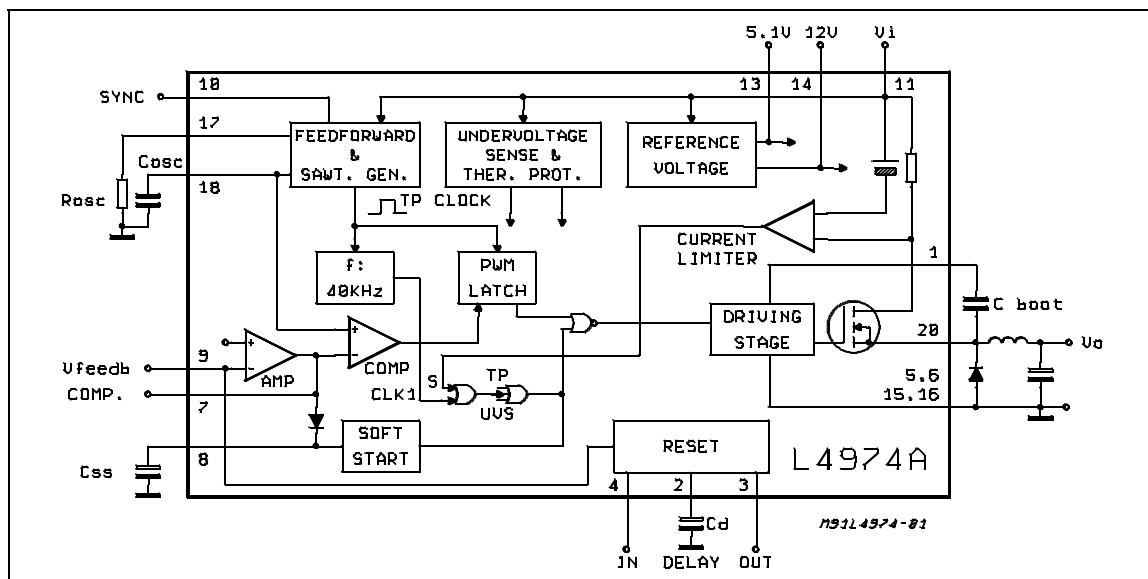 5.1V 12V Vi
10 13 14 11
SYNC
17
FEEDFORWARD
&
SAWT. GEN.
UNDERVOLTAGE
SENSE &
THER. PROT.
REFERENCE
VOLTAGE
Cosc
18
Rosc
TP CLOCK
CURRENT
LIMITER
1
f:
40KHz
PWM
LATCH
DRIVING
STAGE
C boot
20
Vo
+
-
COMP
9
+
-
AMP
Vfeedb
COMP.
7
S
CLK1
TP
UVS
5.6
15.16
SOFT
START
8
Css
RESET
4 2 3
L4974A
Cd
M91L4974-01
IN DELAY OUT